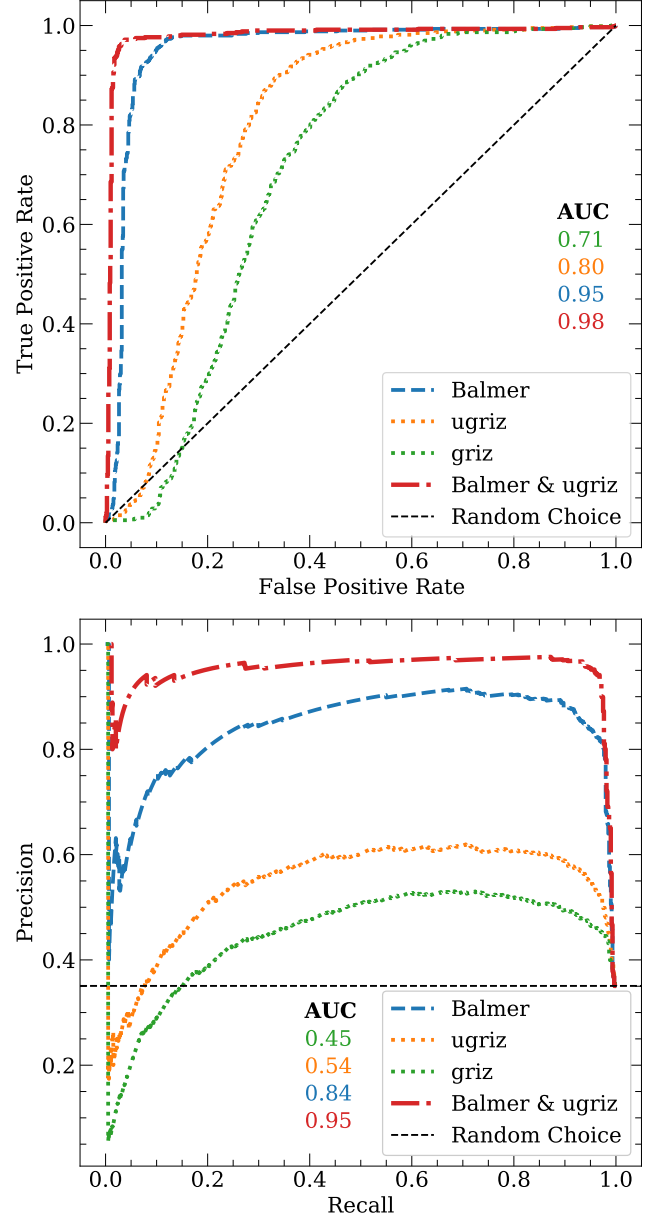 1.0
0.8
0.6
0.4
0.2
0.0
True Positive Rate
AUC
0.71
0.80
0.95
0.98
Balmer
ugriz
griz
Balmer & ugriz
Random Choice
0.0 0.2 0.4 0.6 0.8 1.0
False Positive Rate
1.0
0.8
0.6
0.4
0.2
Precision
AUC
0.45
0.54
0.84
0.95
Balmer
ugriz
griz
Balmer & ugriz
Random Choice
0.0 0.2 0.4 0.6 0.8 1.0
Recall